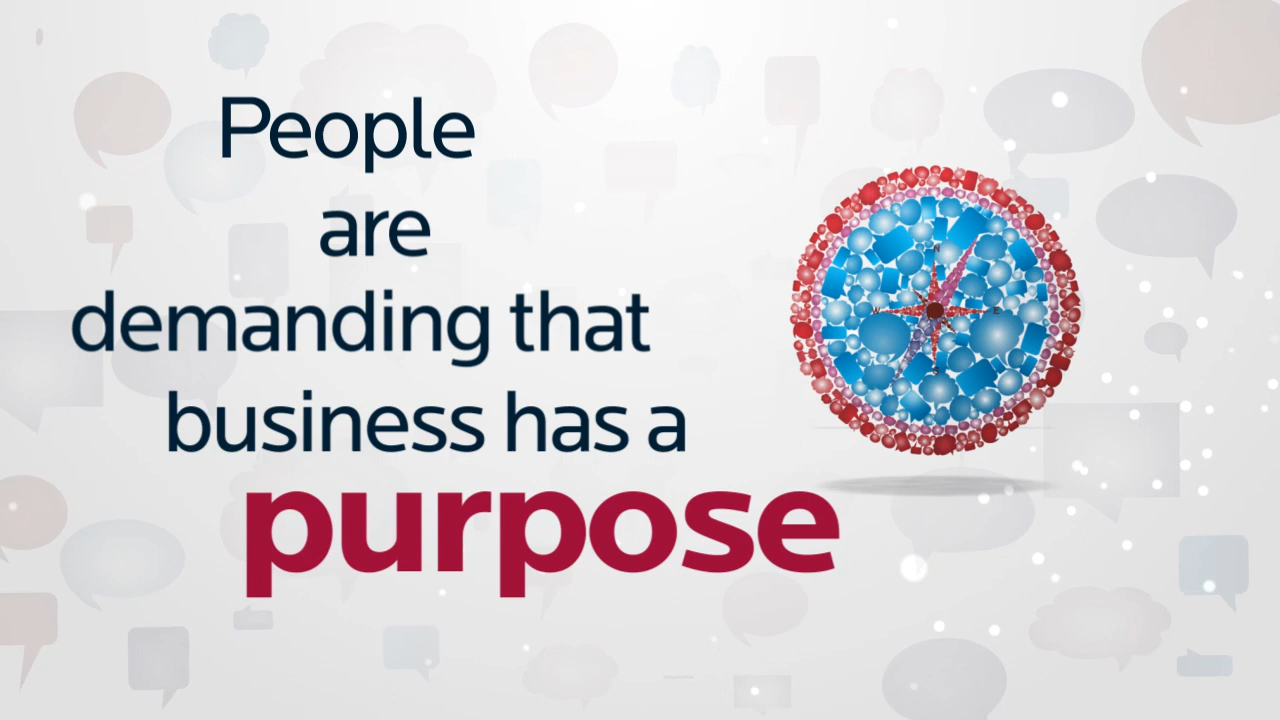 People
are
demanding that
business has a
purpose
N
W
E
S